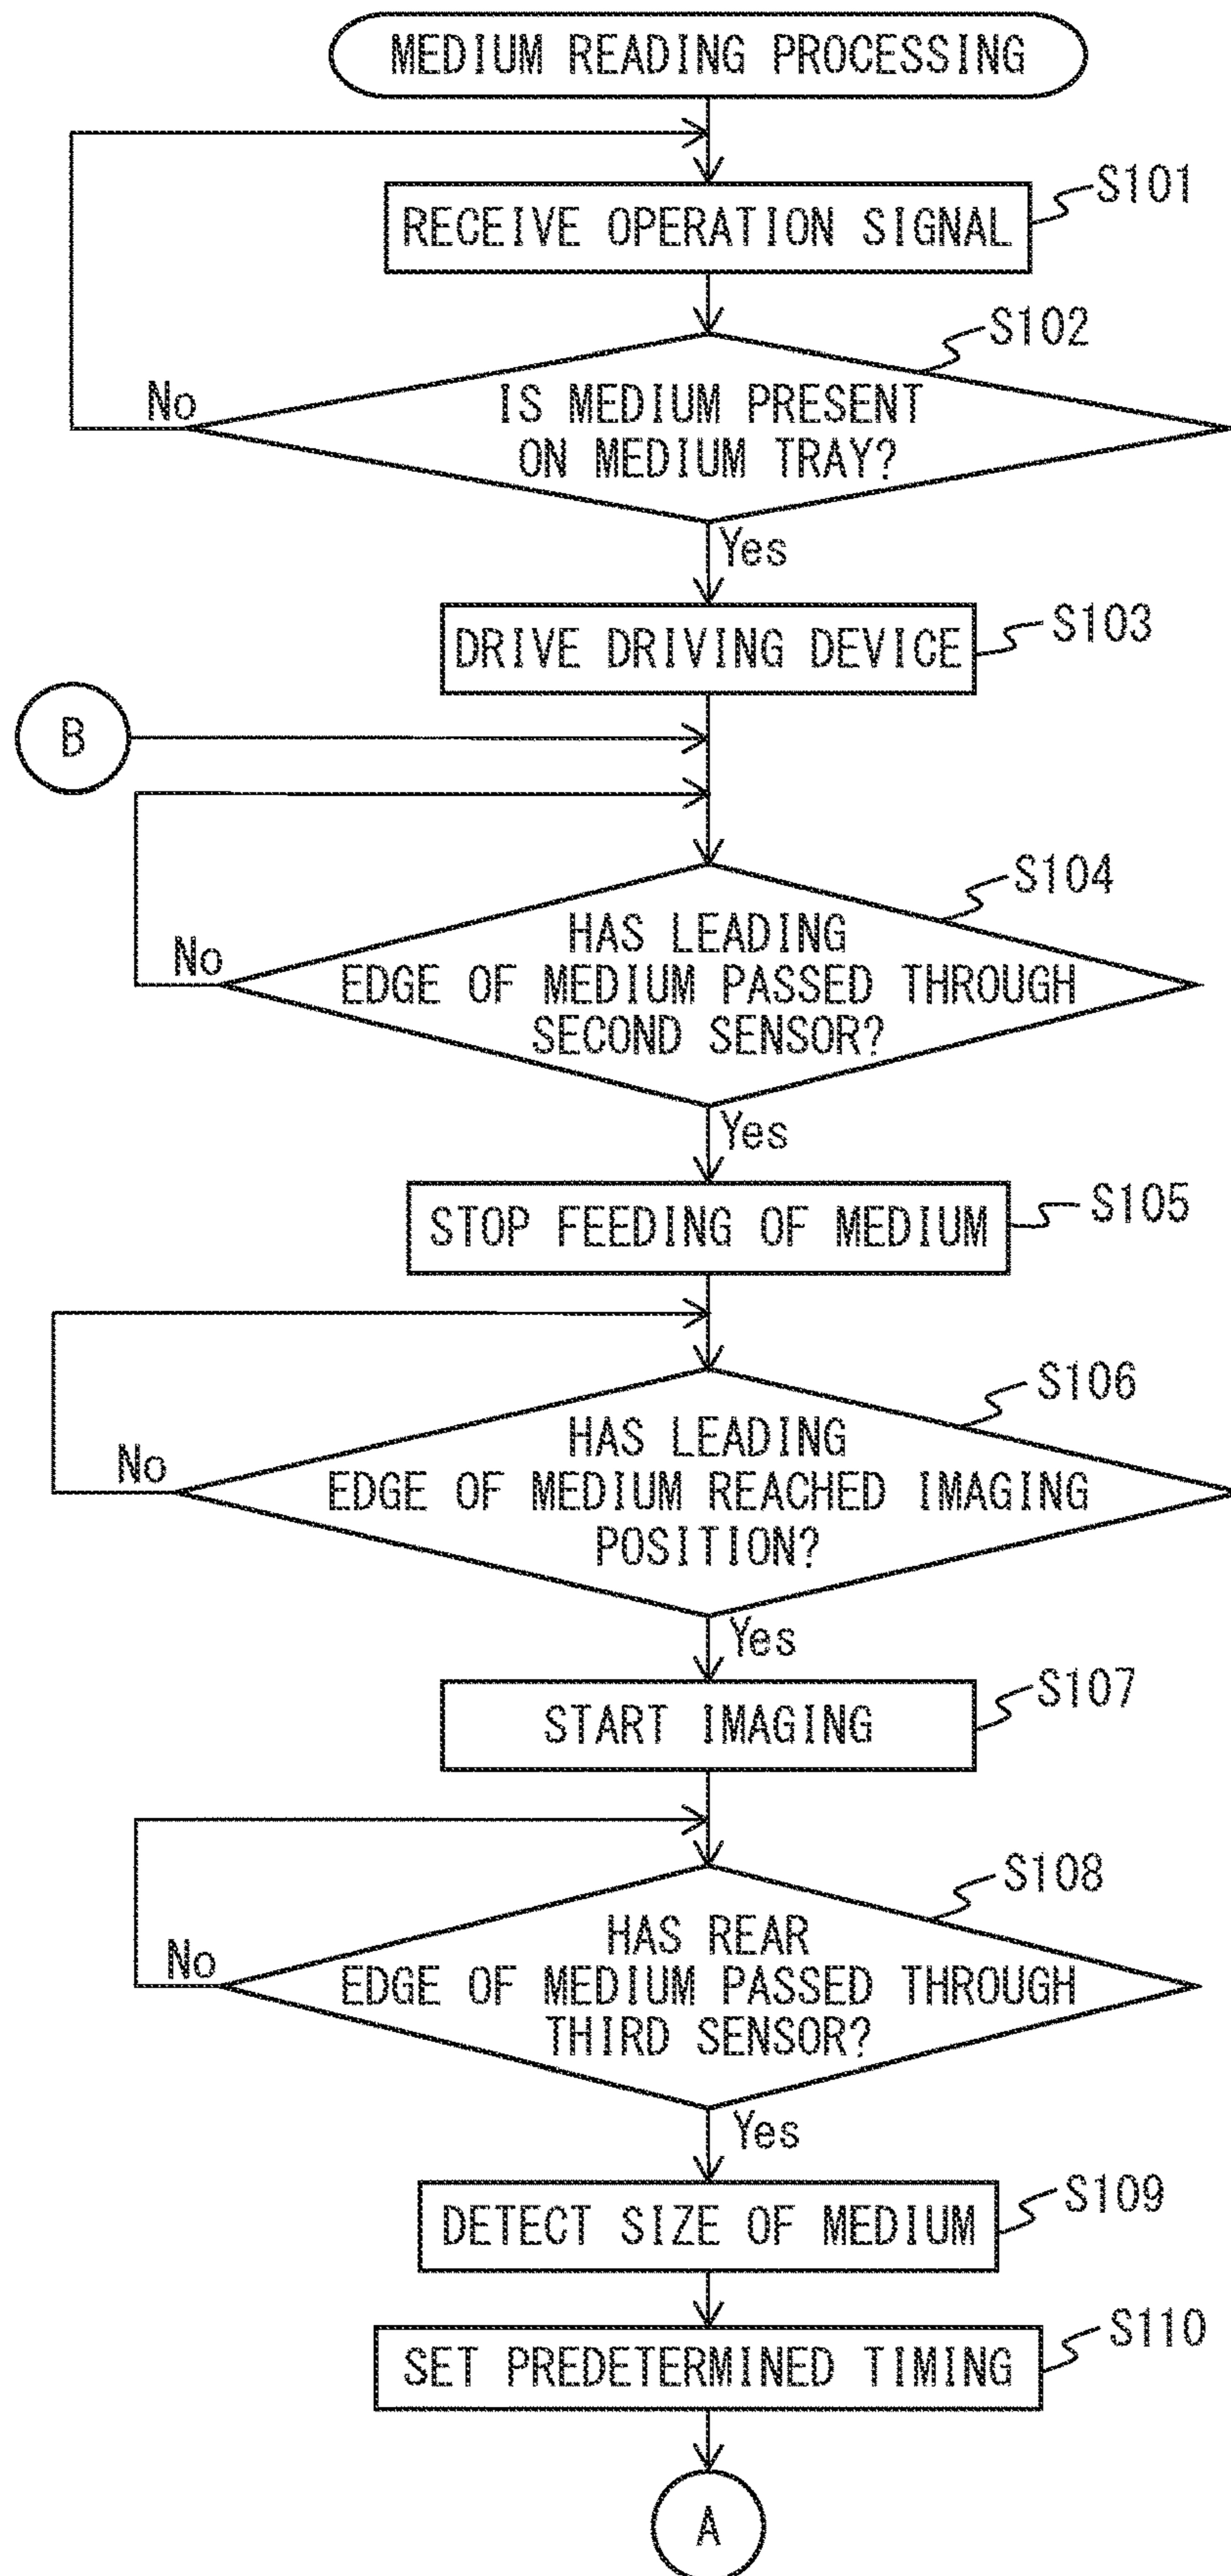 MEDIUM READING PROCESSING
S101
RECEIVE OPERATION SIGNAL
S102
No
IS MEDIUM PRESENT
ON MEDIUM TRAY?
Yes
S103
DRIVE DRIVING DEVICE
B
S104
No
HAS LEADING
EDGE OF MEDIUM PASSED THROUGH
SECOND SENSOR?
Yes
S105
STOP FEEDING OF MEDIUM
S106
No
HAS LEADING
EDGE OF MEDIUM REACHED IMAGING
POSITION?
Yes
S107
START IMAGING
S108
No
HAS REAR
EDGE OF MEDIUM PASSED THROUGH
THIRD SENSOR?
Yes
S109
DETECT SIZE OF MEDIUM
S110
SET PREDETERMINED TIMING
A